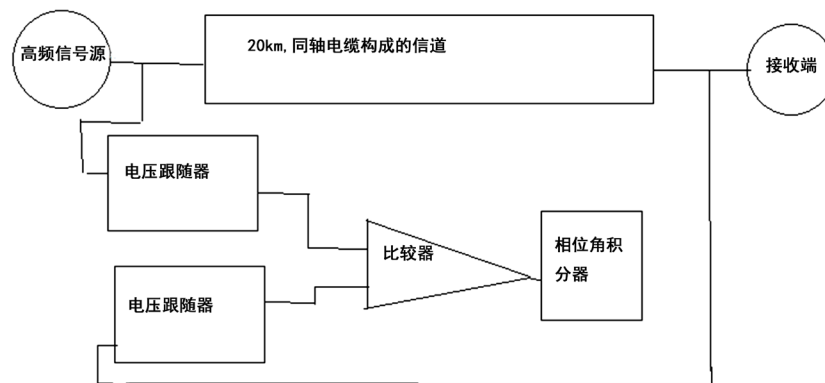 高频信号源
20km,同轴电缆构成的信道
接收端
电压跟随器
比较器
相位角积
分器
电压跟随器